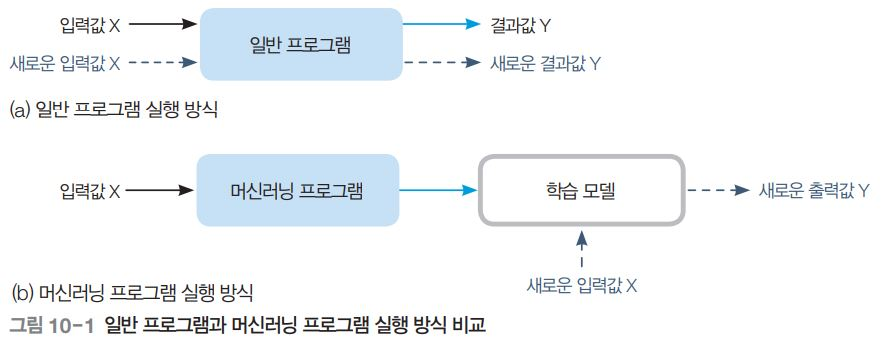 입력값 X
일반 프로그램
결과값 Y
새로운 입력값 X
새로운 결과값 Y
(a) 일반 프로그램 실행 방식
입력값 X
머신러닝 프로그램
학습 모델
새로운 출력값 Y
새로운 입력값 X
(b) 머신러닝 프로그램 실행 방식
그림 10-1 일반 프로그램과 머신러닝 프로그램 실행 방식 비교